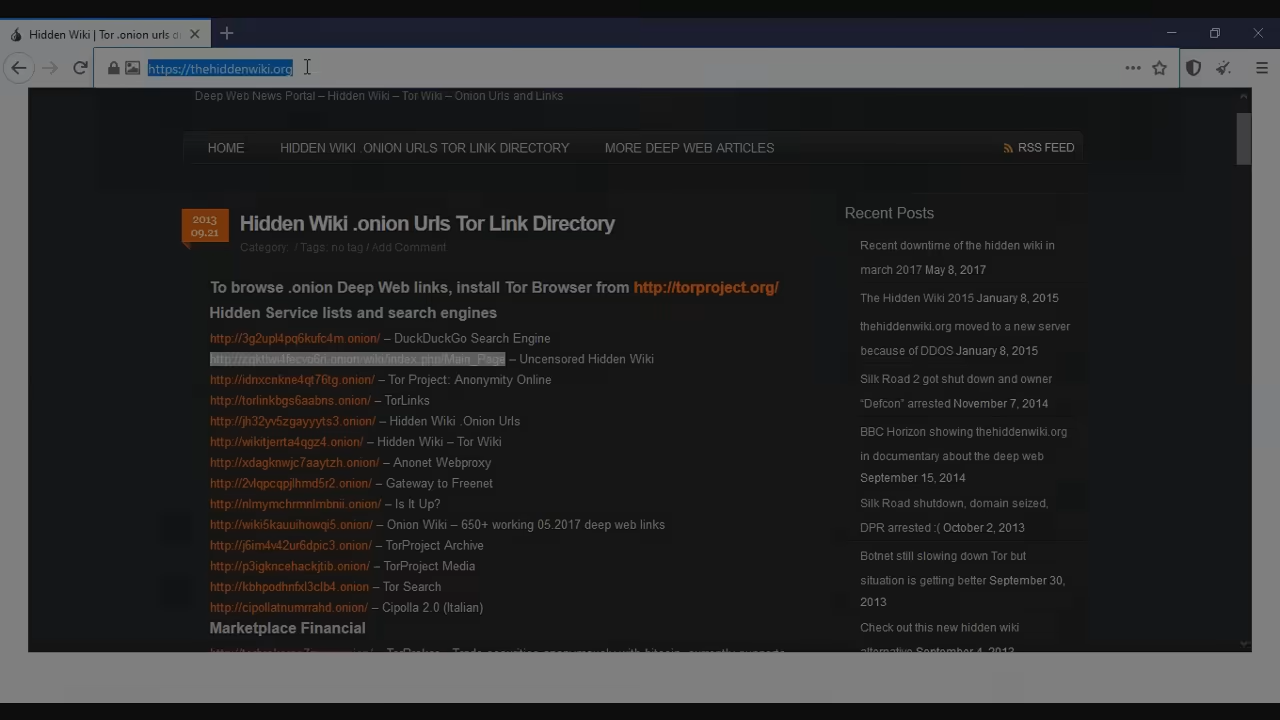 Hidden Wiki | Tor .onion urls d
https://thehiddenwiki.org
Deep Web News Portal – Hidden Wiki – Tor Wiki – Onion Urls and Links
HOME
HIDDEN WIKI .ONION URLS TOR LINK DIRECTORY
MORE DEEP WEB ARTICLES
RSS FEED
2013
09.21
Hidden Wiki .onion Urls Tor Link Directory
Category: / Tags: no tag / Add Comment
To browse .onion Deep Web links, install Tor Browser from http://torproject.org/
Hidden Service lists and search engines
http://3g2upl4pq6kufc4m.onion/ – DuckDuckGo Search Engine
– Uncensored Hidden Wiki
http://idnxcnkne4qt76tg.onion/ – Tor Project: Anonymity Online
http://torlinkbgs6aabns.onion/ – TorLinks
http://jh32yv5zgayyyts3.onion/ – Hidden Wiki .Onion Urls
http://wikitjerrta4qgz4.onion/ – Hidden Wiki – Tor Wiki
http://xdagknwjc7aaytzh.onion/ – Anonet Webproxy
http://2vlqpcqpjlhmd5r2.onion/ – Gateway to Freenet
http://nlmymchrmnlmbnii.onion/ – Is It Up?
http://wiki5kauuihowqi5.onion/ – Onion Wiki – 650+ working 05.2017 deep web links
http://j6im4v42ur6dpic3.onion/ – TorProject Archive
http://p3igkncehackjtib.onion/ – TorProject Media
http://kbhpodhnfxl3clb4.onion – Tor Search
http://cipollatnumrrahd.onion/ – Cipolla 2.0 (Italian)
Marketplace Financial
Recent Posts
Recent downtime of the hidden wiki in
march 2017 May 8, 2017
The Hidden Wiki 2015 January 8, 2015
thehiddenwiki.org moved to a new server
because of DDOS January 8, 2015
Silk Road 2 got shut down and owner
“Defcon” arrested November 7, 2014
BBC Horizon showing thehiddenwiki.org
in documentary about the deep web
September 15, 2014
Silk Road shutdown, domain seized,
DPR arrested :( October 2, 2013
Botnet still slowing down Tor but
situation is getting better September 30,
2013
Check out this new hidden wiki
alternative September 4, 2013